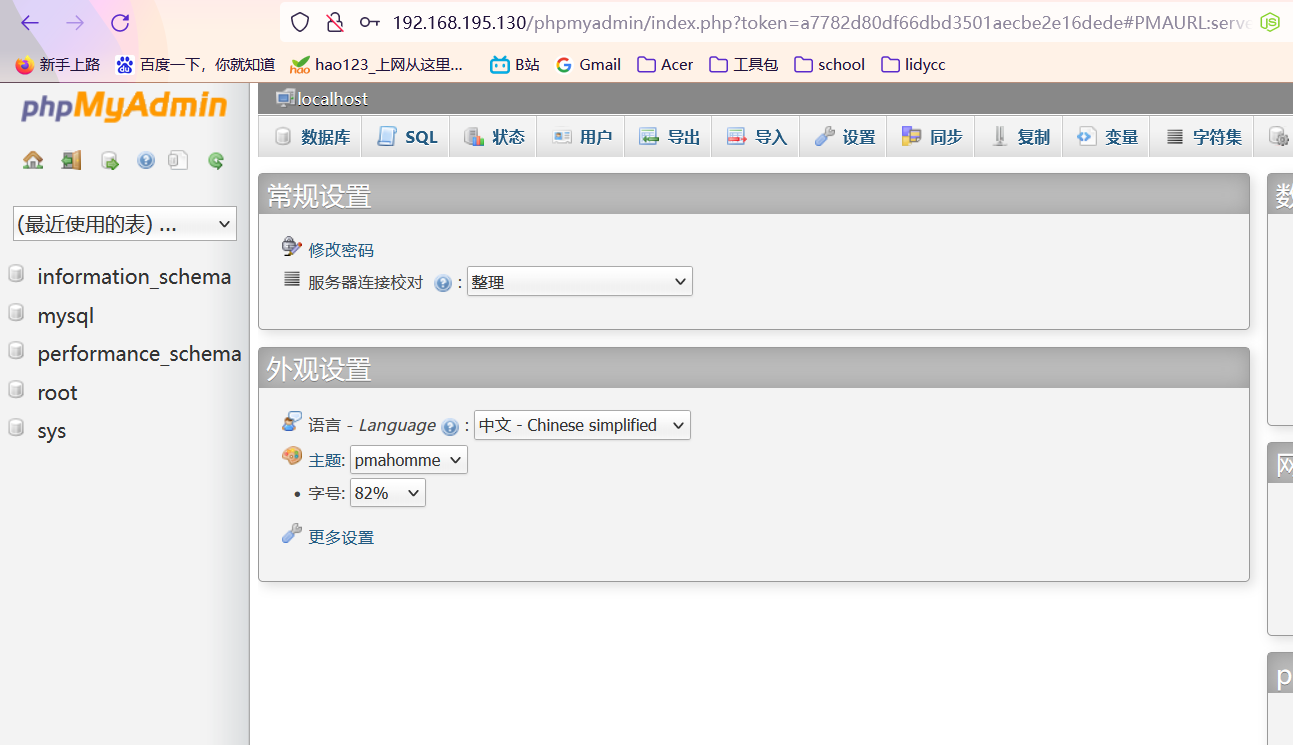 192.168.195.130/phpmyadmin/index.php?token=a7782d80df66dbd3501aecbe2e16dede#PMAURL:serve
新手上路 百度一下，你就知道 hao123_上网从这里... B站 Gmail Acer 工具包 school lidycc
phpMyAdmin
(最近使用的表) ...
information_schema
mysql
performance_schema
root
sys
localhost
数据库 SQL 状态 用户 导出 导入 设置 同步 复制 变量 字符集
常规设置
修改密码
服务器连接校对 : 整理
外观设置
语言 - Language : 中文 - Chinese simplified
主题: pmahomme
字号: 82%
更多设置
数
网
p